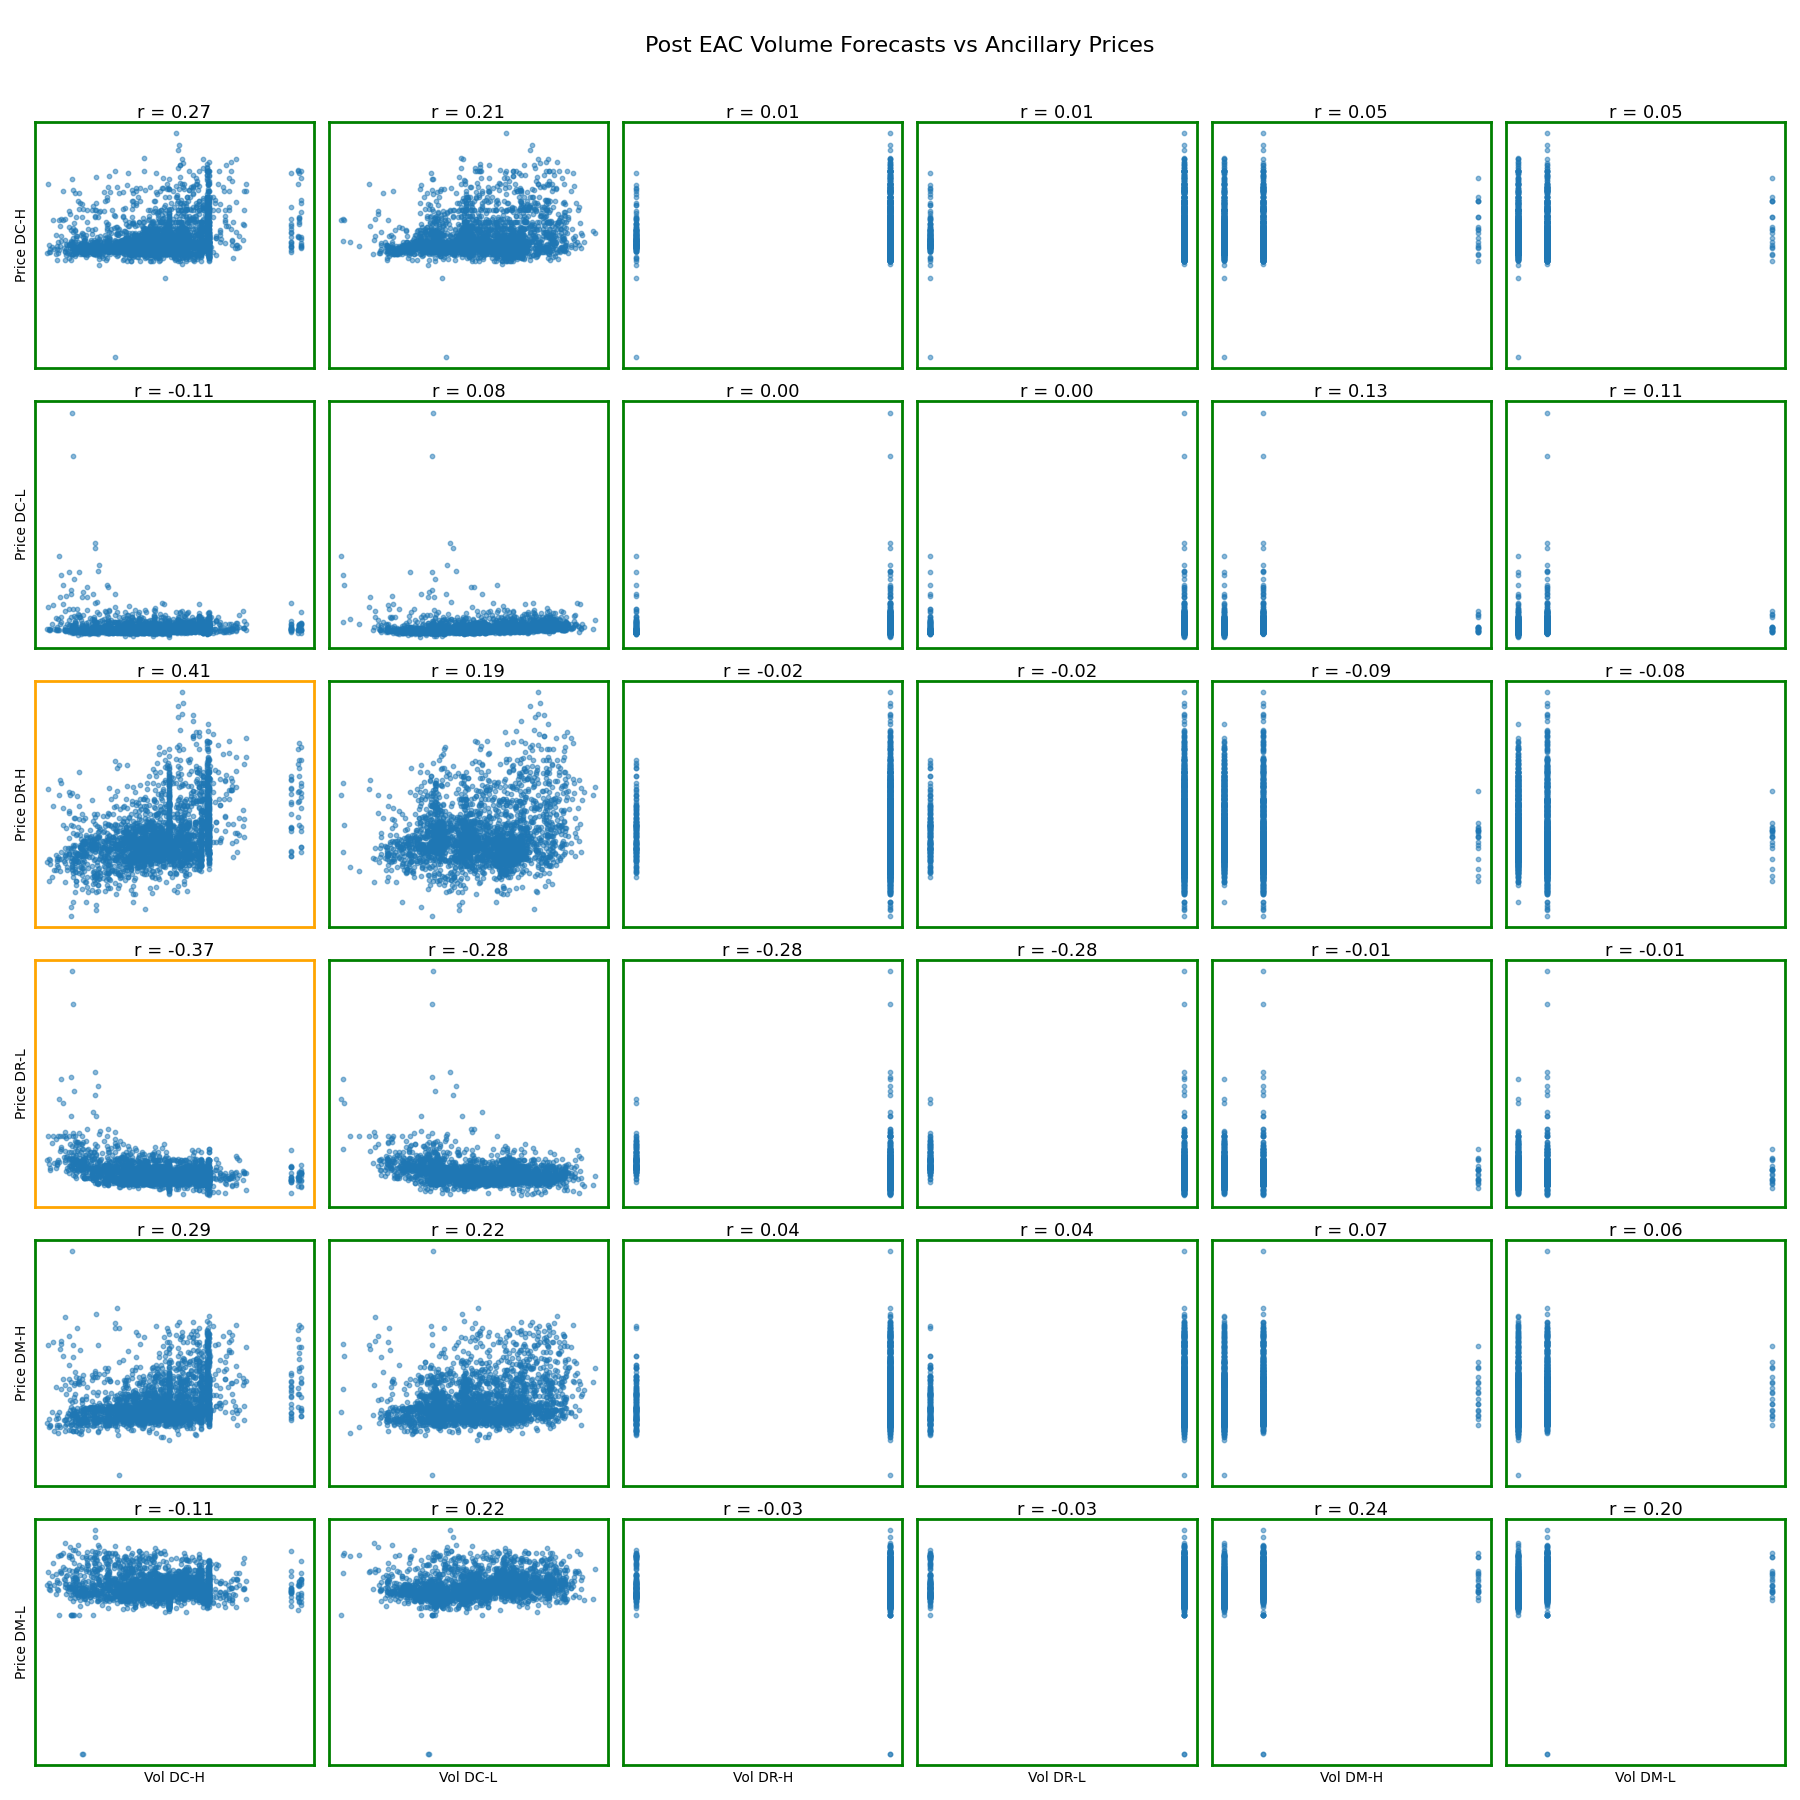 Post EAC Volume Forecasts vs Ancillary Prices
r = 0.27
r = 0.21
r = 0.01
r = 0.01
r = 0.05
r = 0.05
Price DC-H
r = -0.11
r = 0.08
r = 0.00
r = 0.00
r = 0.13
r = 0.11
Price DC-L
r = 0.41
r = 0.19
r = -0.02
r = -0.02
r = -0.09
r = -0.08
Price DR-H
r = -0.37
r = -0.28
r = -0.28
r = -0.28
r = -0.01
r = -0.01
Price DR-L
r = 0.29
r = 0.22
r = 0.04
r = 0.04
r = 0.07
r = 0.06
Price DM-H
r = -0.11
r = 0.22
r = -0.03
r = -0.03
r = 0.24
r = 0.20
Price DM-L
Vol DC-H
Vol DC-L
Vol DR-H
Vol DR-L
Vol DM-H
Vol DM-L